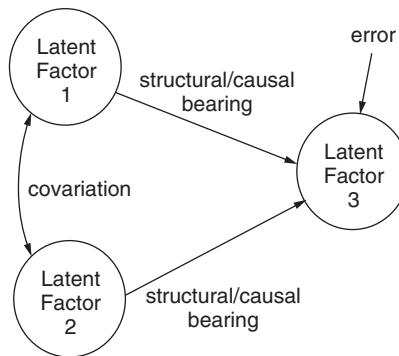 Latent
Factor
1
structural/causal
bearing
error
Latent
Factor
3
covariation
Latent
Factor
2
structural/causal
bearing